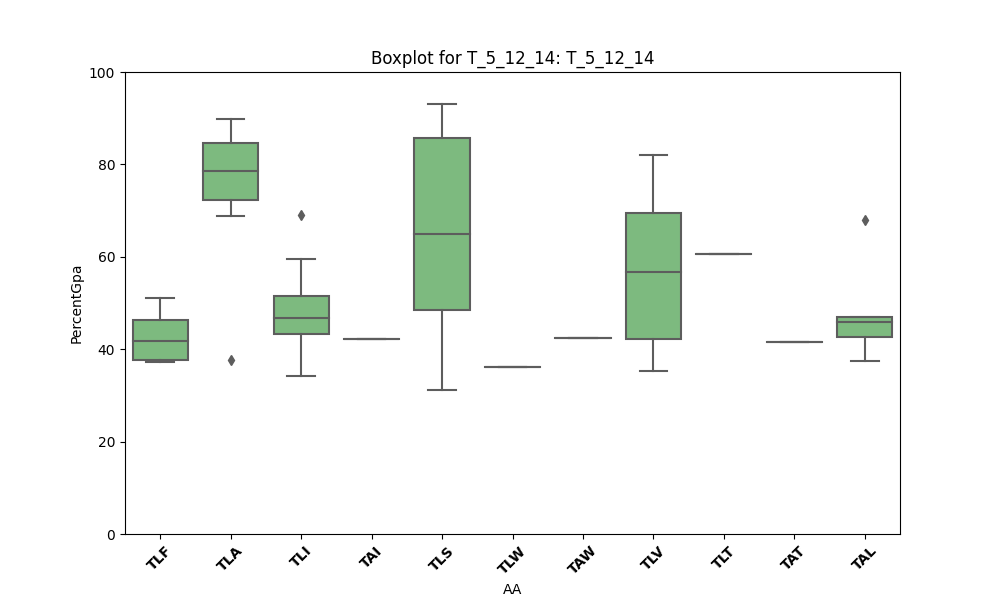 Boxplot for T_5_12_14: T_5_12_14
PercentGpa
100
80
60
40
20
0
TLF TLA TLI TAI TLS TLW TAW TLV TLT TAT TAL
AA